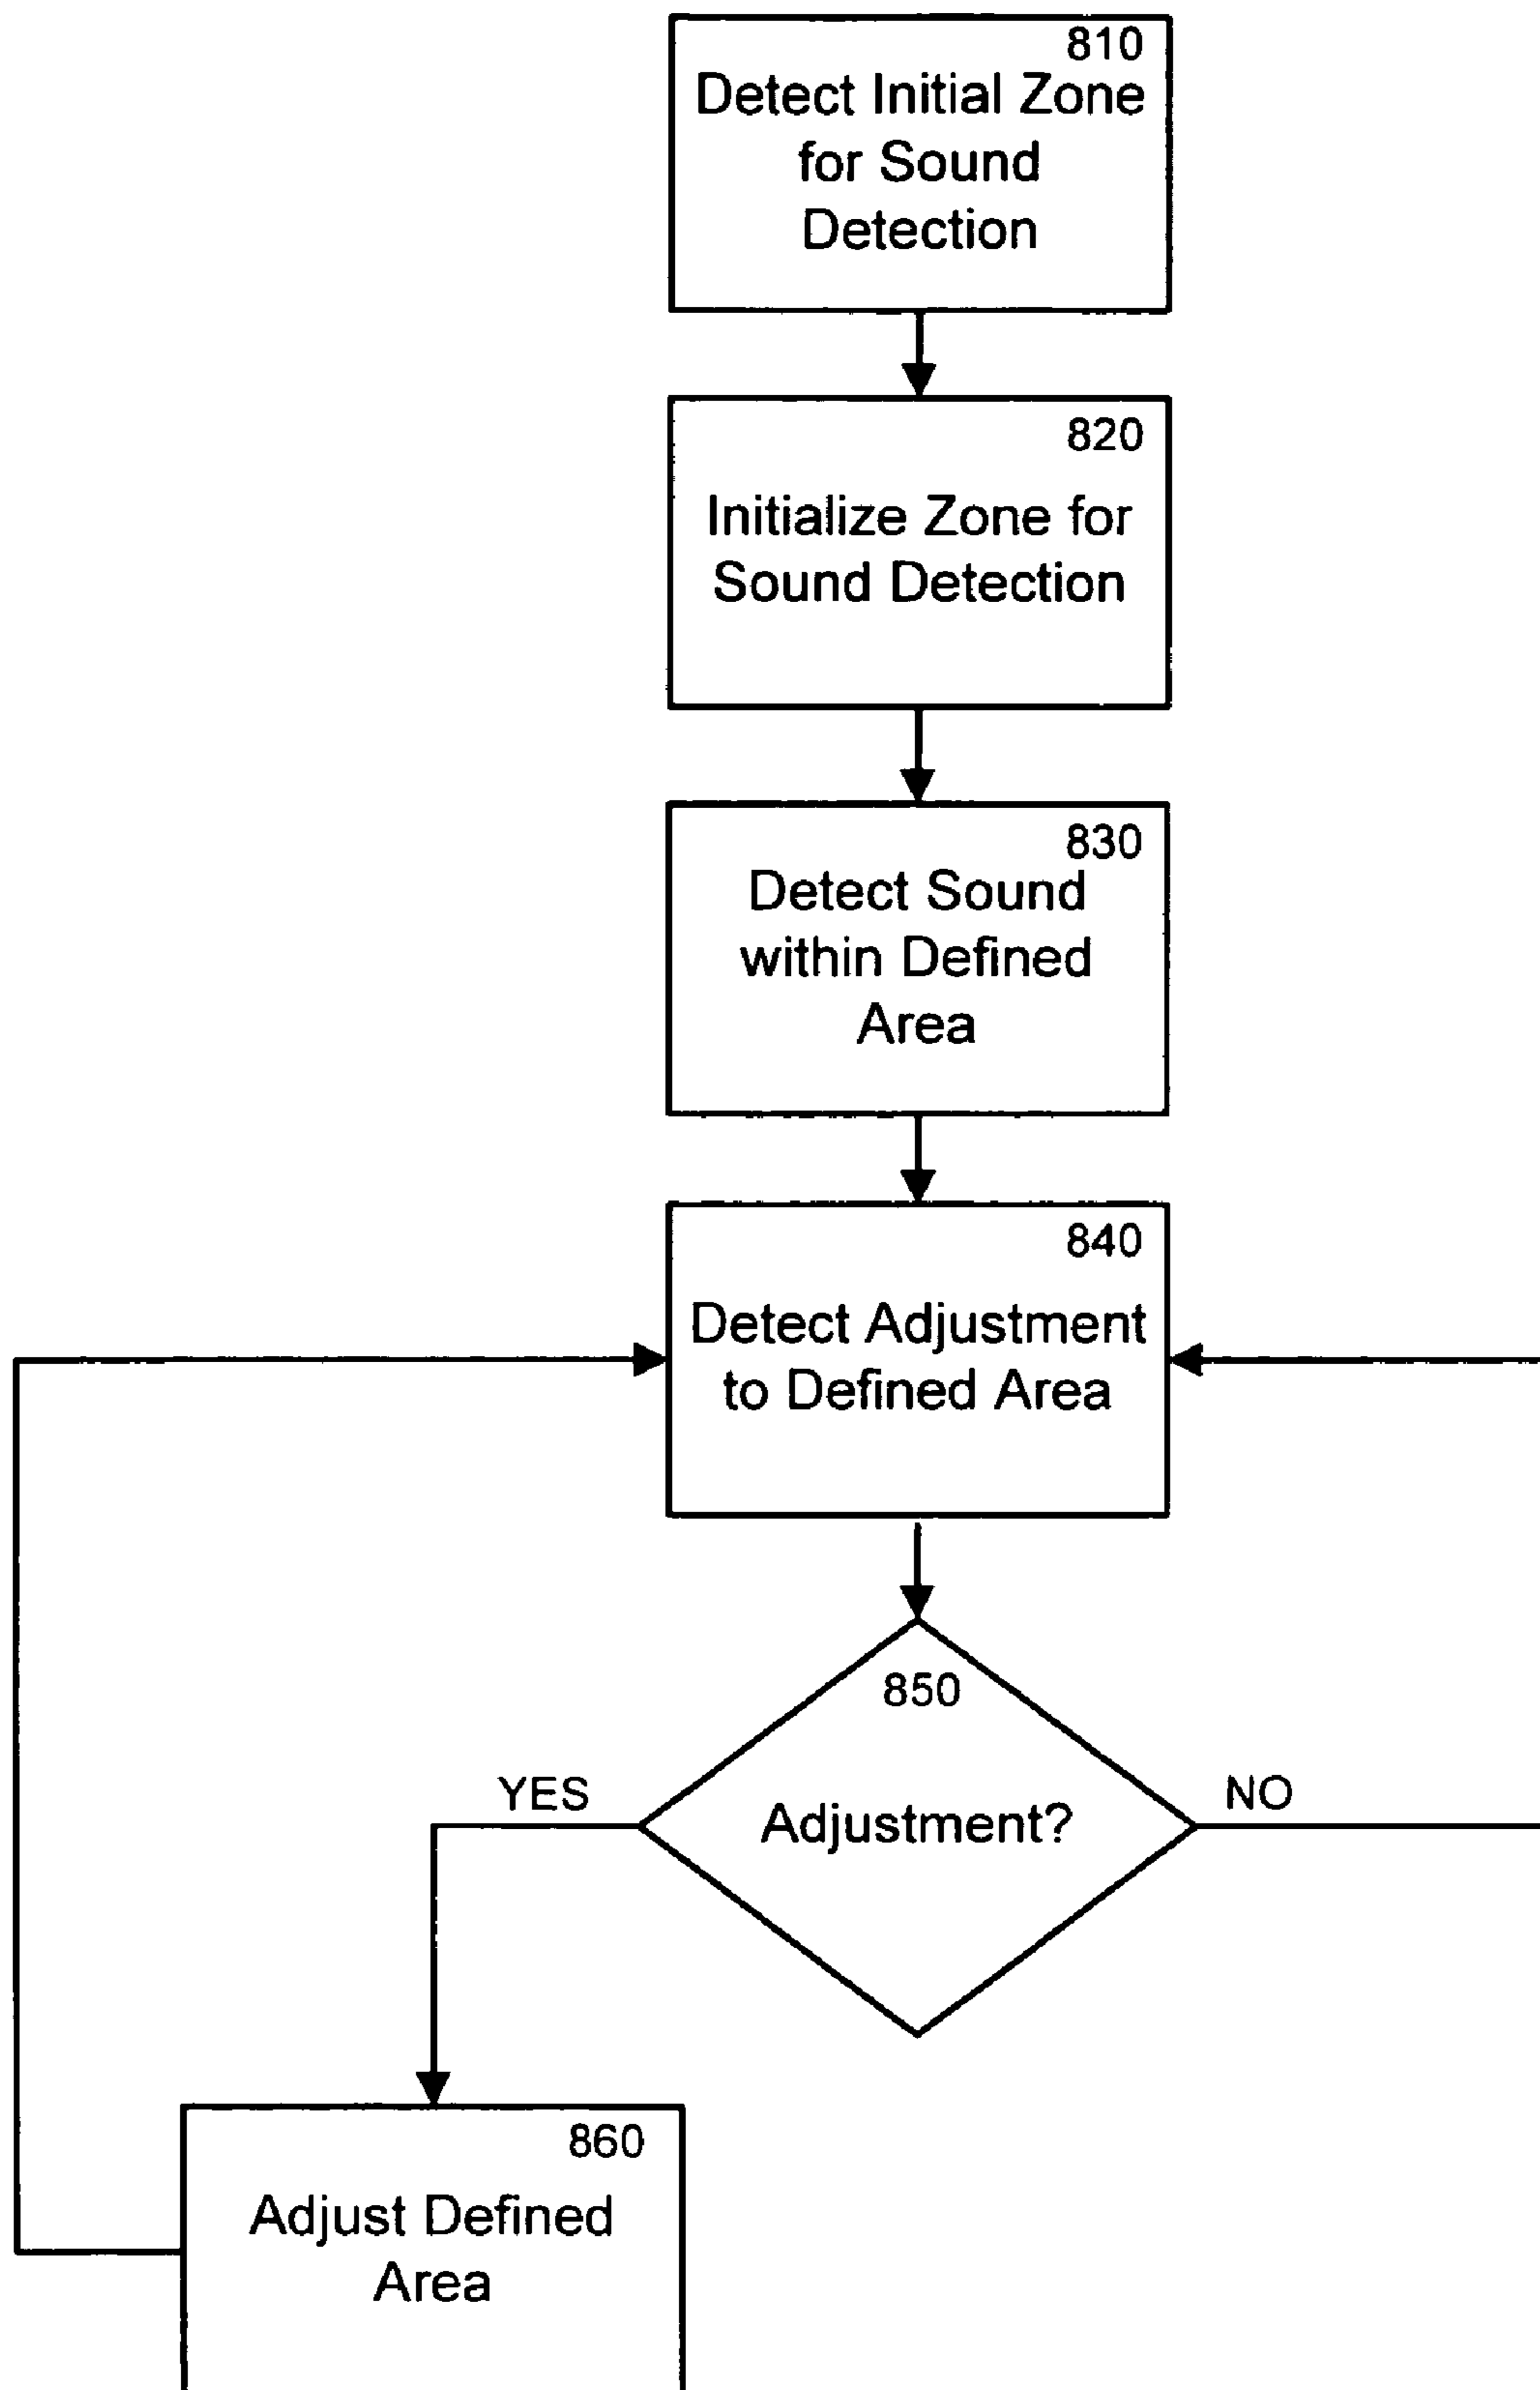 810
Detect Initial Zone
for Sound
Detection
820
Initialize Zone for
Sound Detection
830
Detect Sound
within Defined
Area
840
Detect Adjustment
to Defined Area
850
YES
Adjustment?
NO
860
Adjust Defined
Area